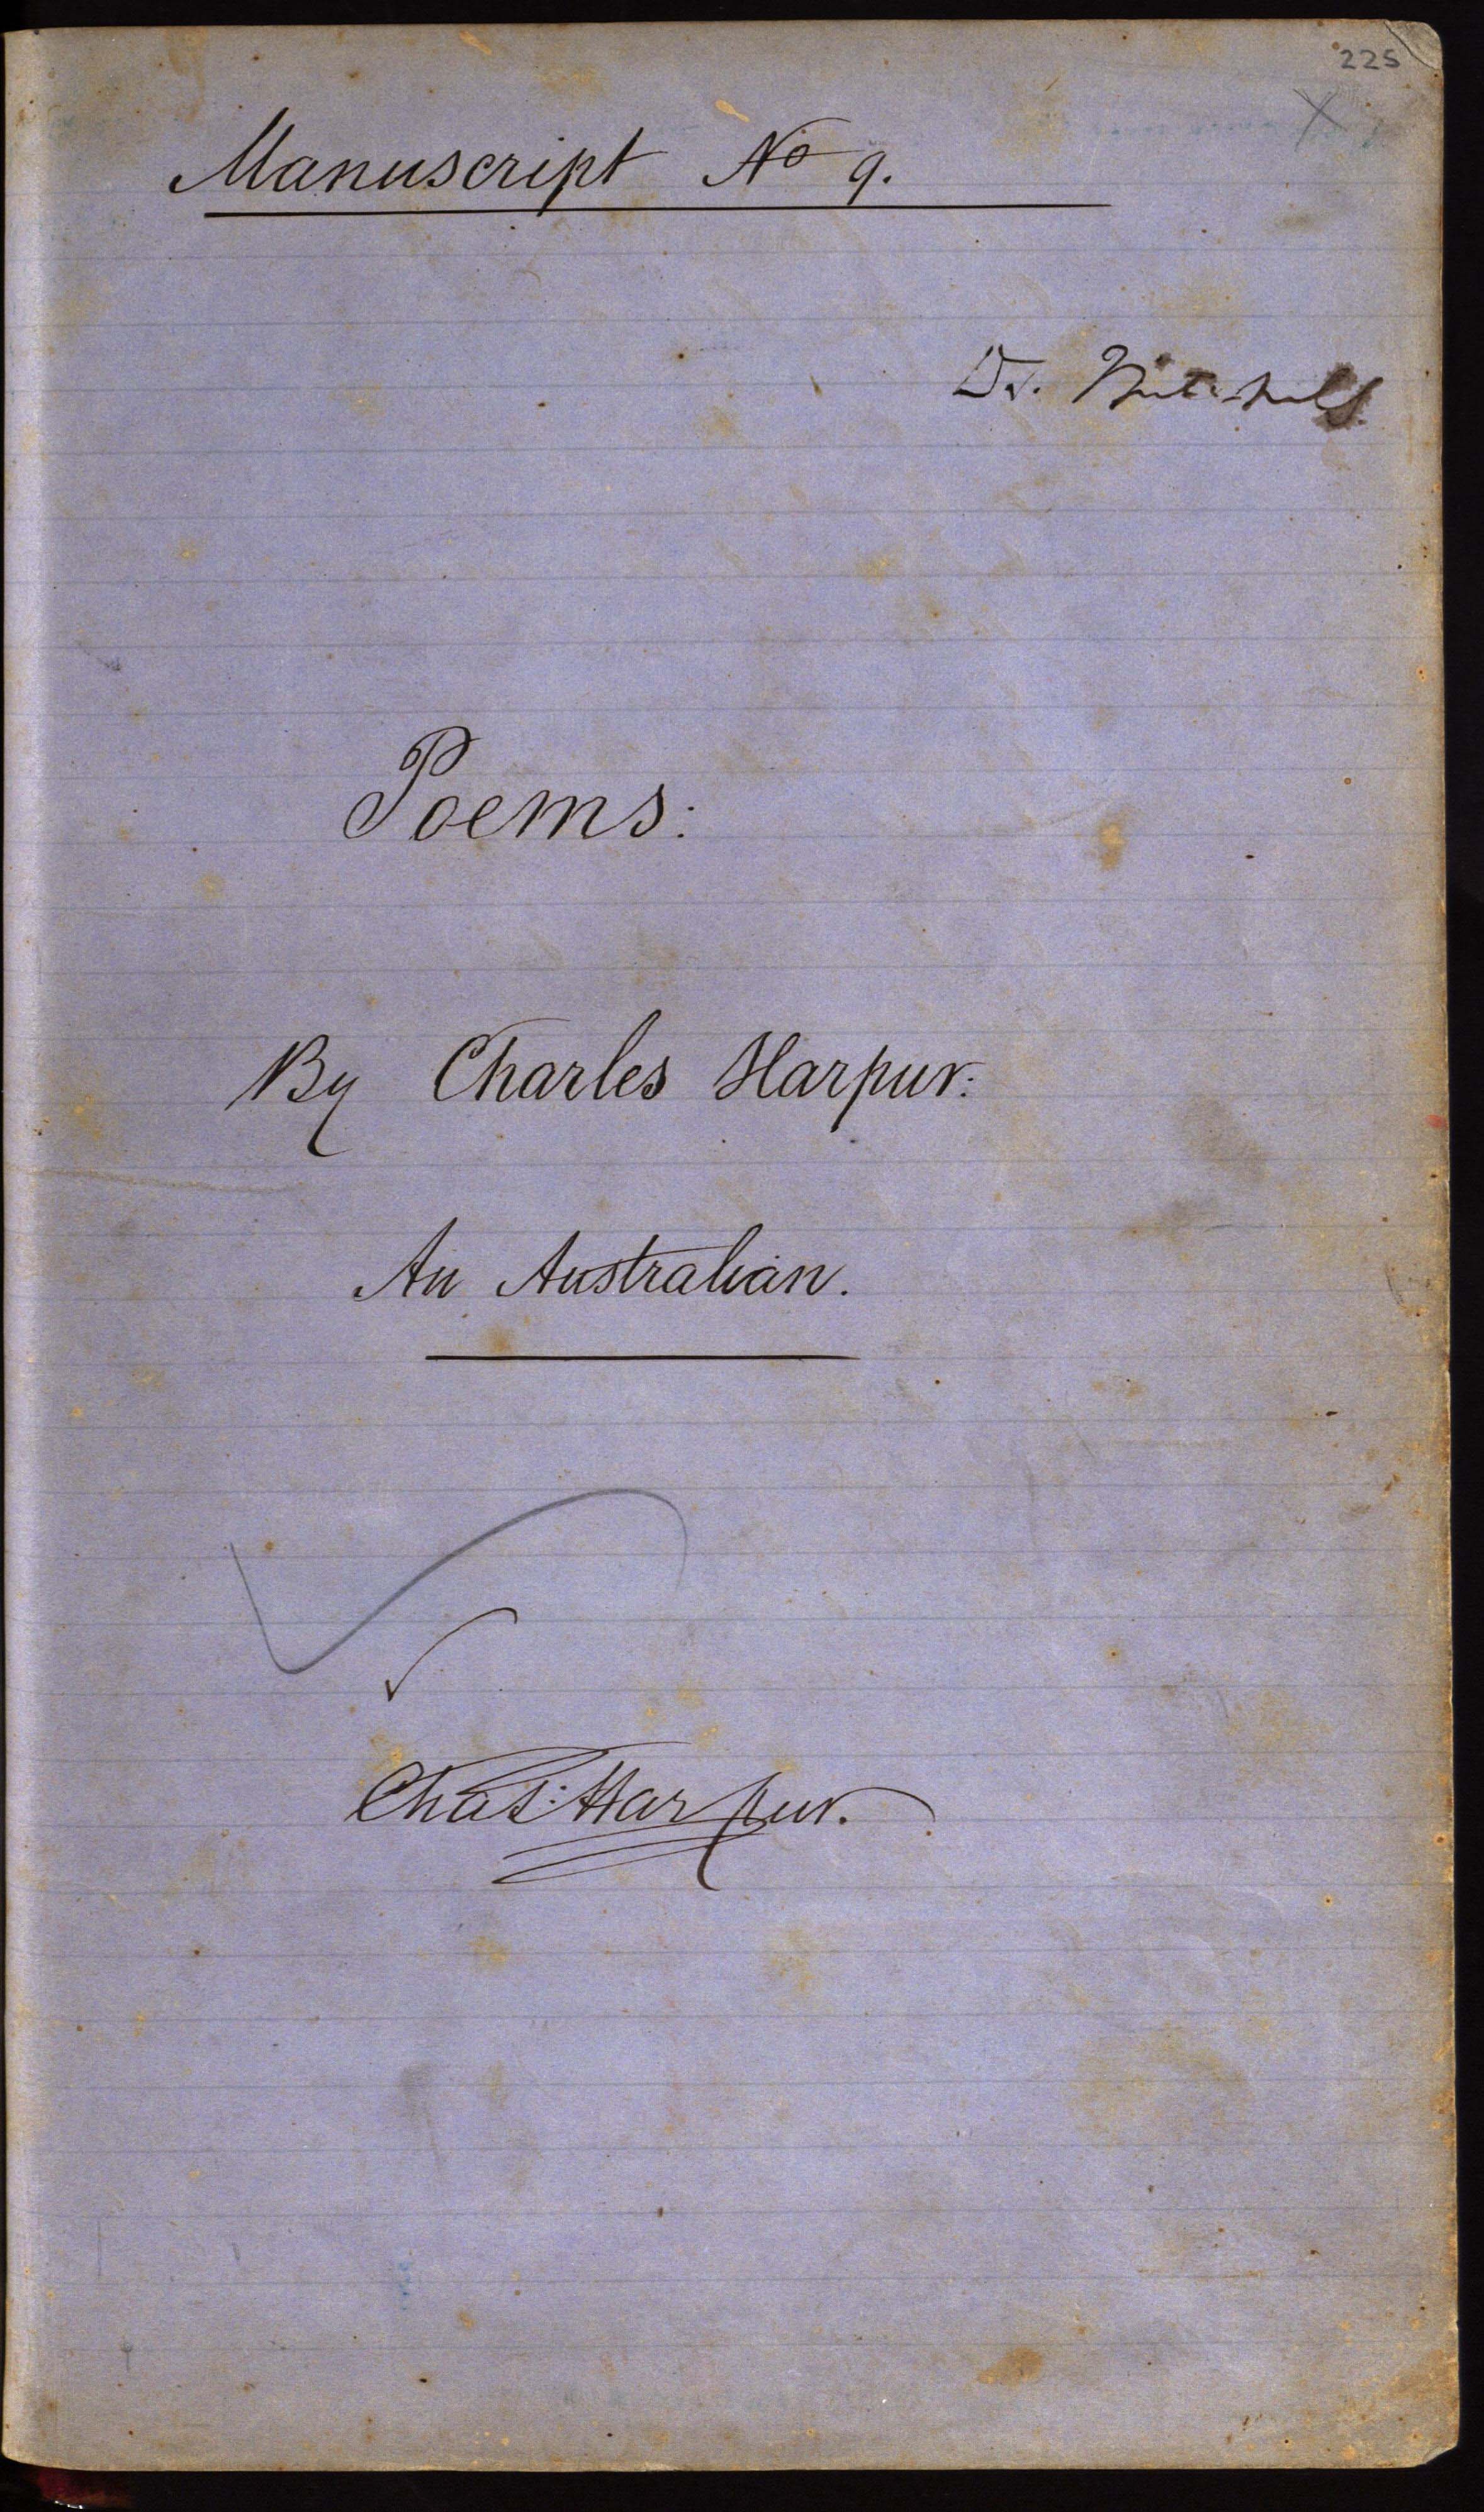 225
X
Manuscript No 9.
Dr. Mitchell
Poems:
By Charles Harpur:
An Australian.
Chas: Harpur.